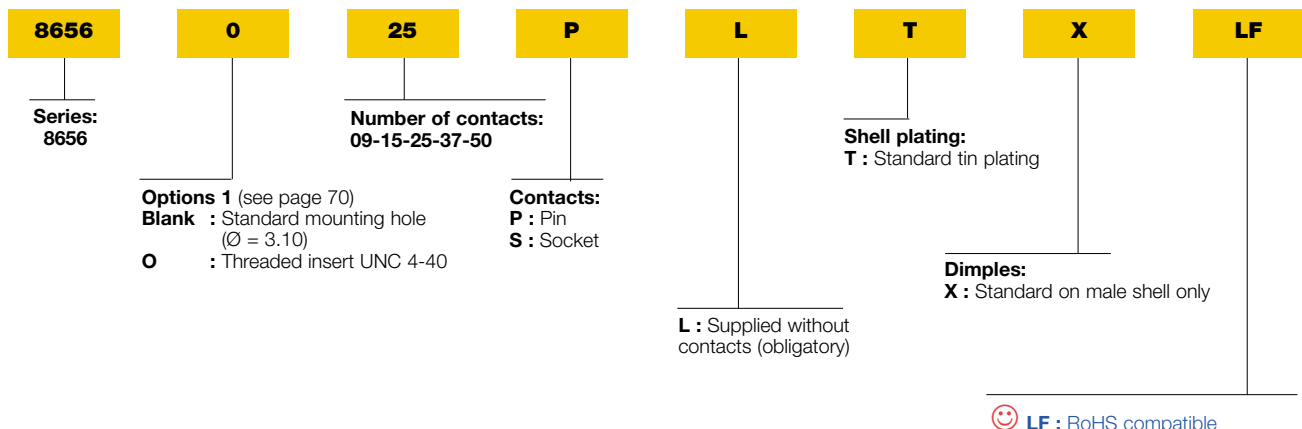 8656 0 25 P L T X LF
Series:
8656
Number of contacts:
09-15-25-37-50
Shell plating:
T : Standard tin plating
Options 1 (see page 70)
Blank : Standard mounting hole
(Ø = 3.10)
O : Threaded insert UNC 4-40
Contacts:
P : Pin
S : Socket
Dimples:
X : Standard on male shell only
L : Supplied without
contacts (obligatory)
LF : RoHS compatible